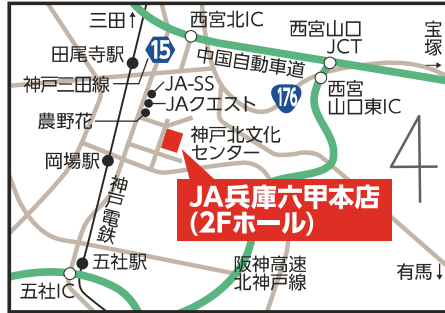 三田↑
西宮北IC
西宮山口
JCT
宝塚→
田尾寺駅
15
中国自動車道
神戸三田線
JA-SS
JAクエスト
農野花
176
西宮
山口東IC
神戸北文化
センター
岡場駅
JA兵庫六甲本店
(2Fホール)
神戸電鉄
五社駅
五社IC
阪神高速
北神戸線
有馬↓
4